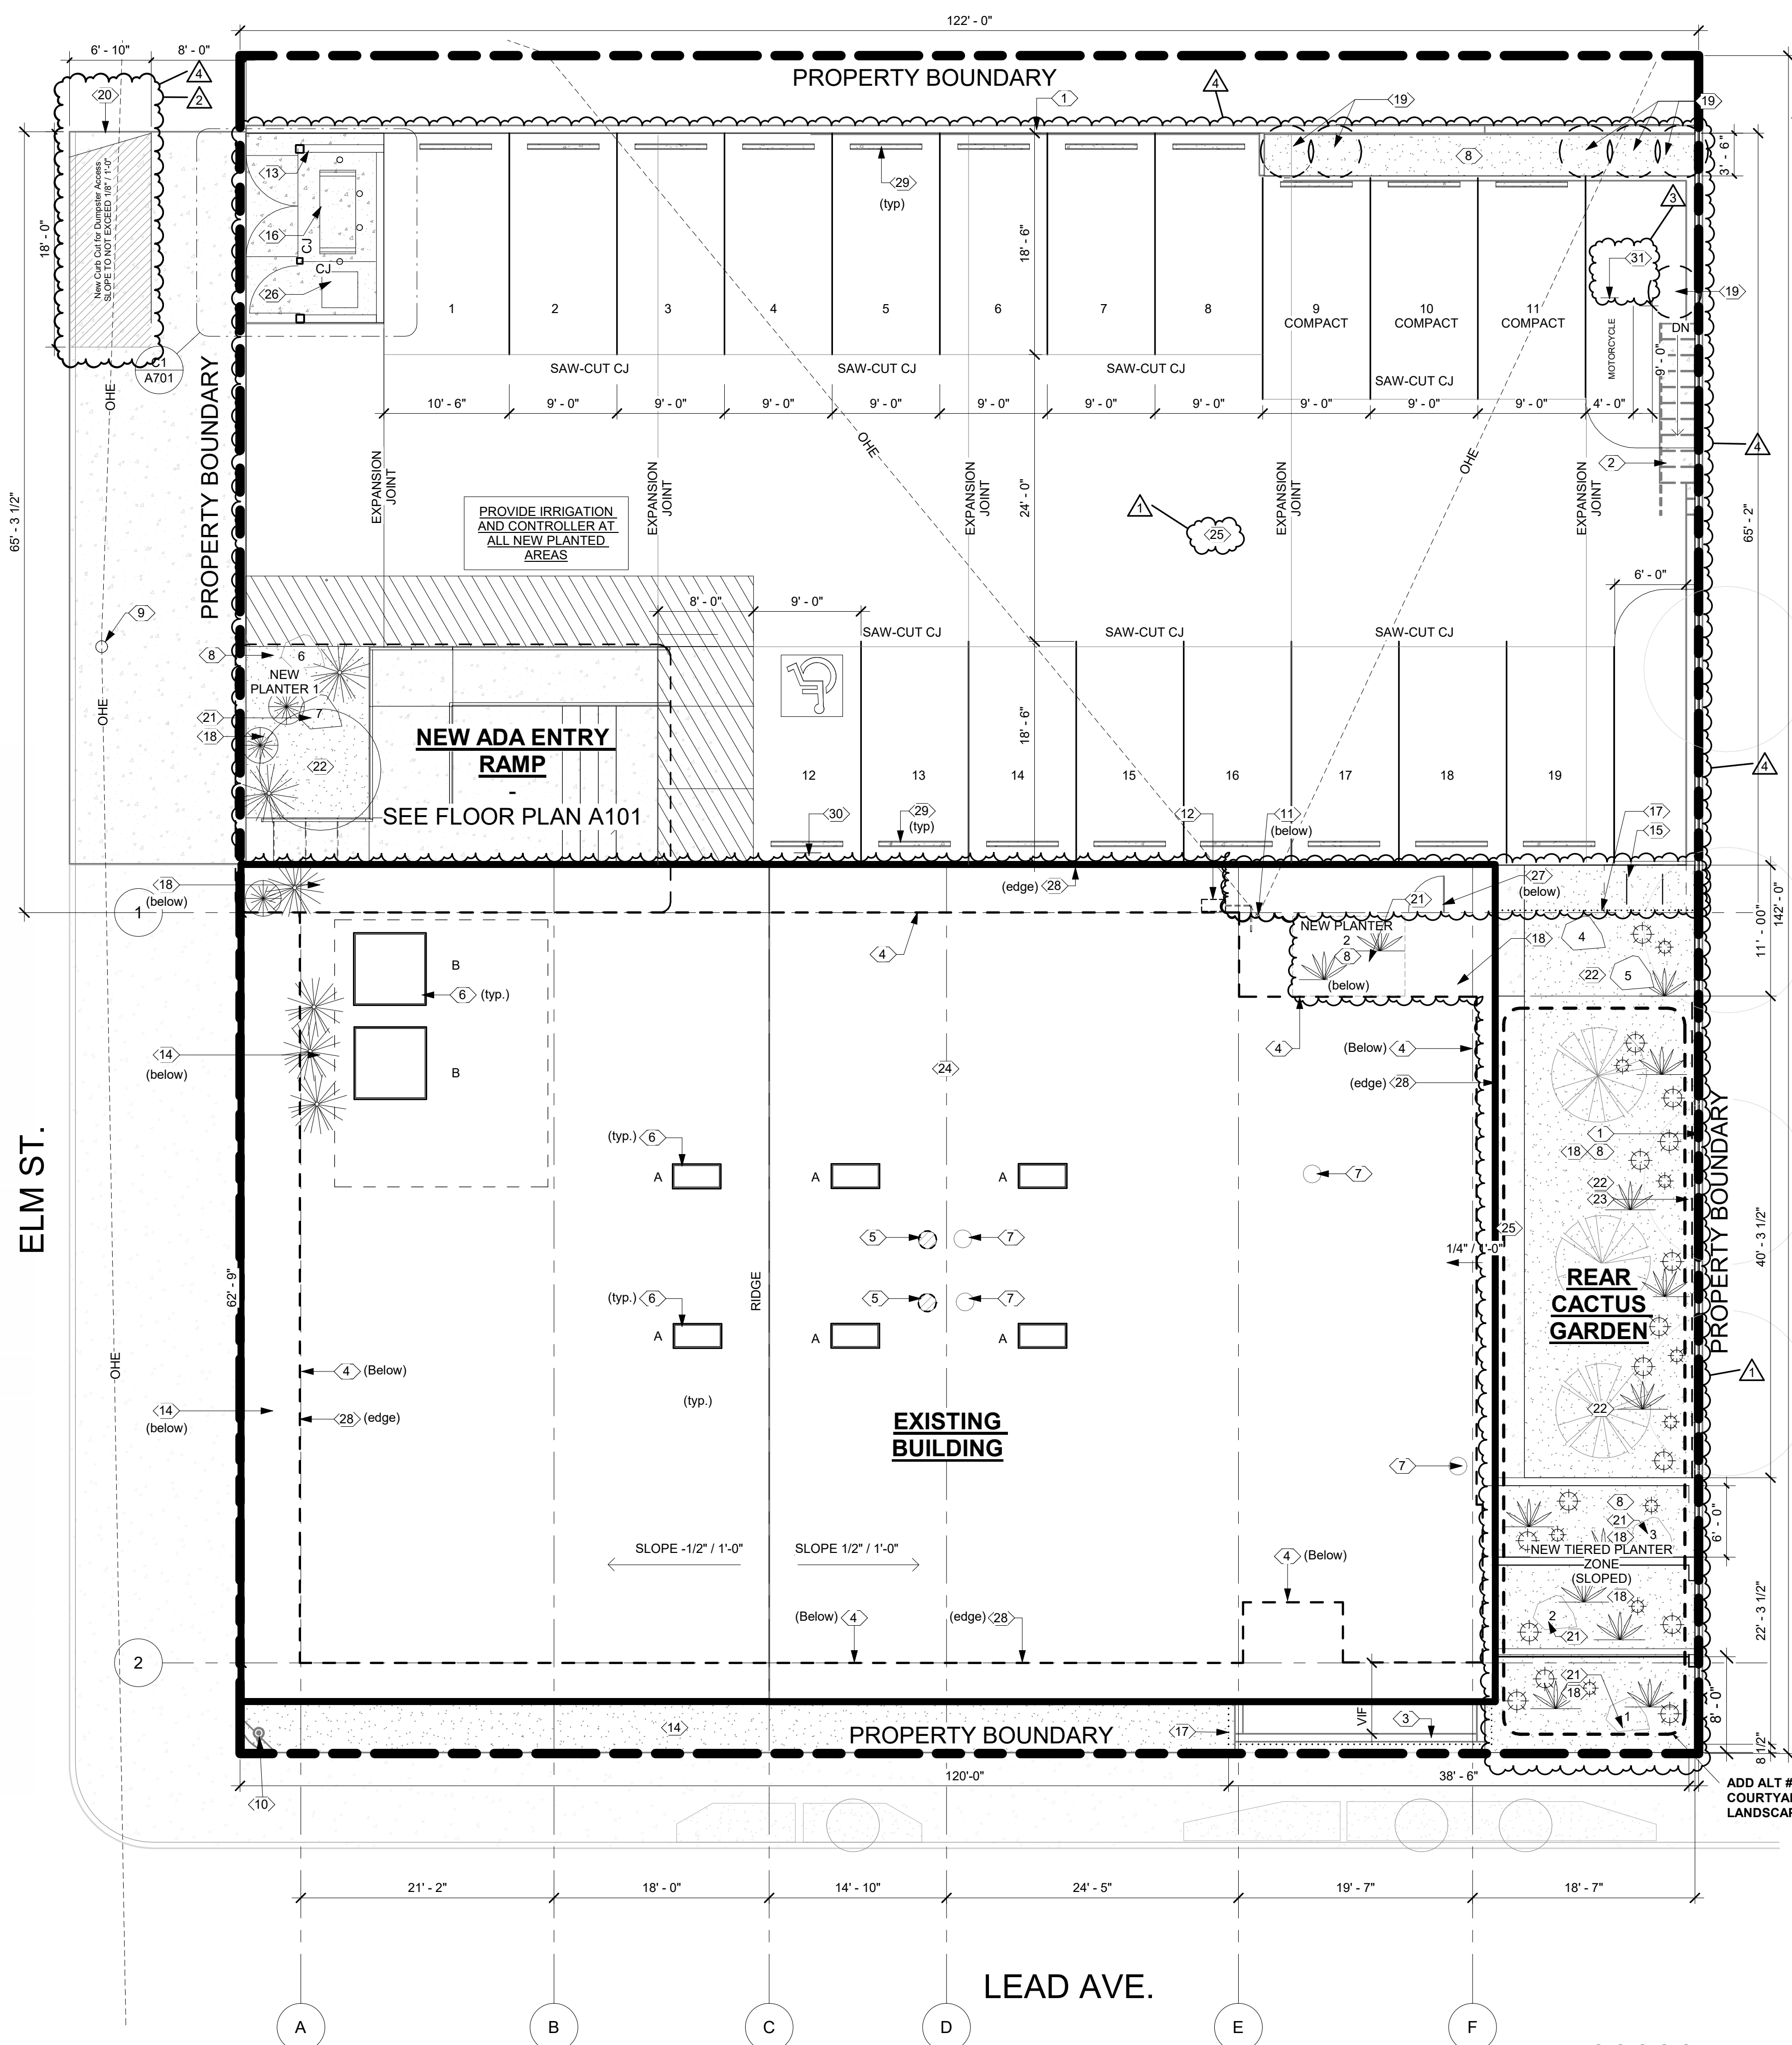 122' - 0"
6' - 10"
8' - 0"
PROPERTY BOUNDARY
4
2
20
1
4
19
19
New Curb Cut for Dumpster Access
SLOPE TO NOT EXCEED 1/8" / 1'-0"
18' - 0"
13
16
CJ
CJ
26
29
(typ)
8
3' - 6"
3
31
19
18' - 6"
1
2
3
4
5
6
7
8
9
COMPACT
10
COMPACT
11
COMPACT
MOTORCYCLE
DN
9' - 0"
C1
A701
SAW-CUT CJ
SAW-CUT CJ
SAW-CUT CJ
SAW-CUT CJ
10' - 6"
9' - 0"
9' - 0"
9' - 0"
9' - 0"
9' - 0"
9' - 0"
9' - 0"
9' - 0"
9' - 0"
9' - 0"
4' - 0"
OHE
PROPERTY BOUNDARY
OHE
OHE
4
2
65' - 3 1/2"
EXPANSION
JOINT
EXPANSION
JOINT
EXPANSION
JOINT
EXPANSION
JOINT
EXPANSION
JOINT
24' - 0"
1
25
65' - 2"
PROVIDE IRRIGATION
AND CONTROLLER AT
ALL NEW PLANTED
AREAS
9
8' - 0"
9' - 0"
6' - 0"
SAW-CUT CJ
SAW-CUT CJ
SAW-CUT CJ
8
6
NEW
PLANTER 1
21
7
18
22
OHE
NEW ADA ENTRY
RAMP
-
SEE FLOOR PLAN A101
18' - 6"
12
13
14
15
16
17
18
19
4
30
29
(typ)
12
11
(below)
17
15
18
(below)
1
(edge) 28
21
27
(below)
11' - 00"
142' - 0"
4
NEW PLANTER
2
8
(below)
18
4
22
5
B
6 (typ.)
14
(below)
B
24
4
(Below) 4
(edge) 28
ELM ST.
(typ.) 6
A
A
A
7
1
18
8
22
23
PROPERTY BOUNDARY
5
7
25
1/4" / 1'-0"
40' - 3 1/2"
62' - 9"
RIDGE
(typ.) 6
5
7
A
A
A
REAR
CACTUS
GARDEN
OHE
4 (Below)
28 (edge)
14
(below)
(typ.)
EXISTING
BUILDING
1
22
7
8
21
18
3
6' - 0"
NEW TIERED PLANTER
ZONE
(SLOPED)
SLOPE -1/2" / 1'-0"
SLOPE 1/2" / 1'-0"
4 (Below)
18
2
21
22' - 3 1/2"
(Below) 4
(edge) 28
2
21
18
1
8' - 0"
14
PROPERTY BOUNDARY
17
VIF
3
8 1/2"
10
120'-0"
38' - 6"
ADD ALT #
21' - 2"
18' - 0"
14' - 10"
24' - 5"
19' - 7"
18' - 7"
LEAD AVE.
A
B
C
D
E
F